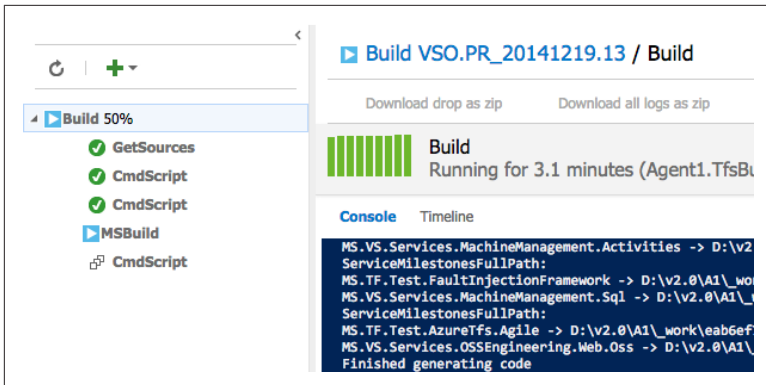 Build 50%
GetSources
CmdScript
CmdScript
MSBuild
CmdScript
Build VSO.PR_20141219.13 / Build
Download drop as zip Download all logs as zip
Build
Running for 3.1 minutes (Agent1.TfsBu
Console Timeline
MS.VS.Services.MachineManagement.Activities -> D:\v2
ServiceMilestonesFullPath:
MS.TF.Test.FaultInjectionFramework -> D:\v2.0\A1\_wo
MS.VS.Services.MachineManagement.Sql -> D:\v2.0\A1\_
ServiceMilestonesFullPath:
MS.TF.Test.AzureTfs.Agile -> D:\v2.0\A1\_work\eab6ef
MS.VS.Services.OSSEngineering.Web.Oss -> D:\v2.0\A1\_
Finished generating code